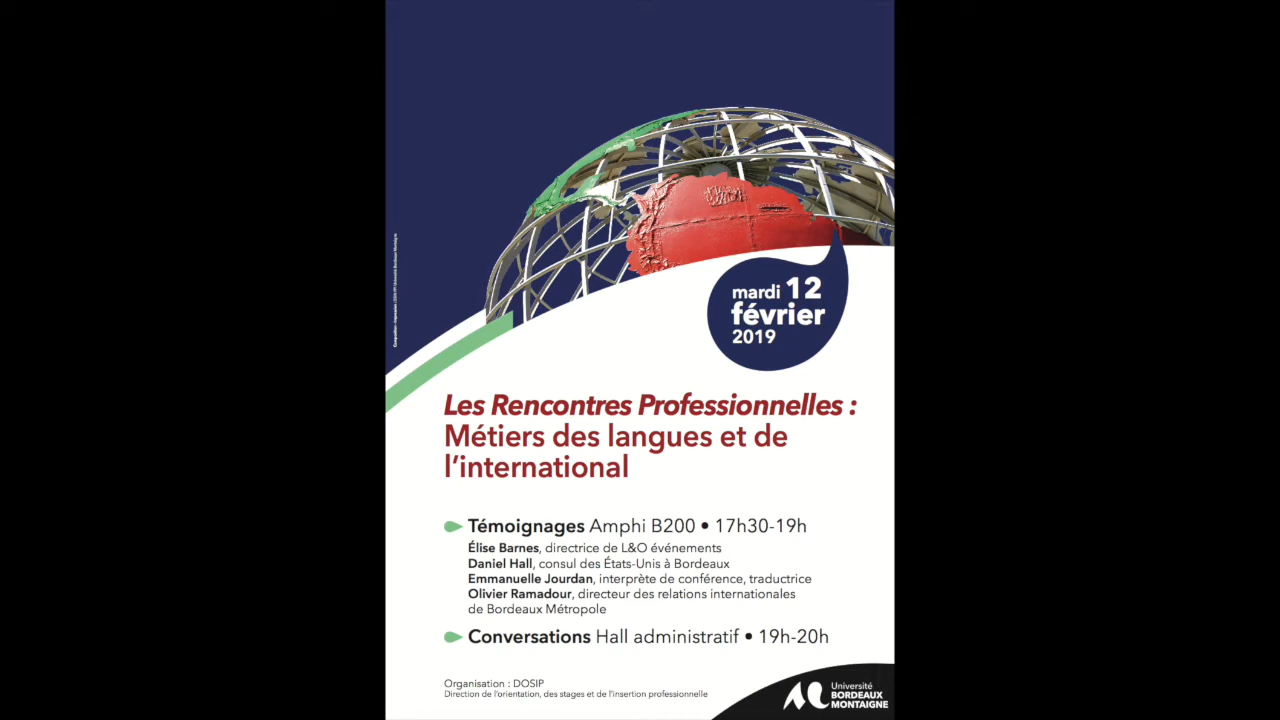 mardi 12
février
2019
Les Rencontres Professionnelles :
Métiers des langues et de
l'international
Témoignages Amphi B200 • 17h30-19h
Élise Barnes, directrice de L&O événements
Daniel Hall, consul des États-Unis à Bordeaux
Emmanuelle Jourdan, interprète de conférence, traductrice
Olivier Ramadour, directeur des relations internationales
de Bordeaux Métropole
Conversations Hall administratif • 19h-20h
Organisation : DOSIP
Direction de l'orientation, des stages et de l'insertion professionnelle
Université
BORDEAUX
MONTAIGNE